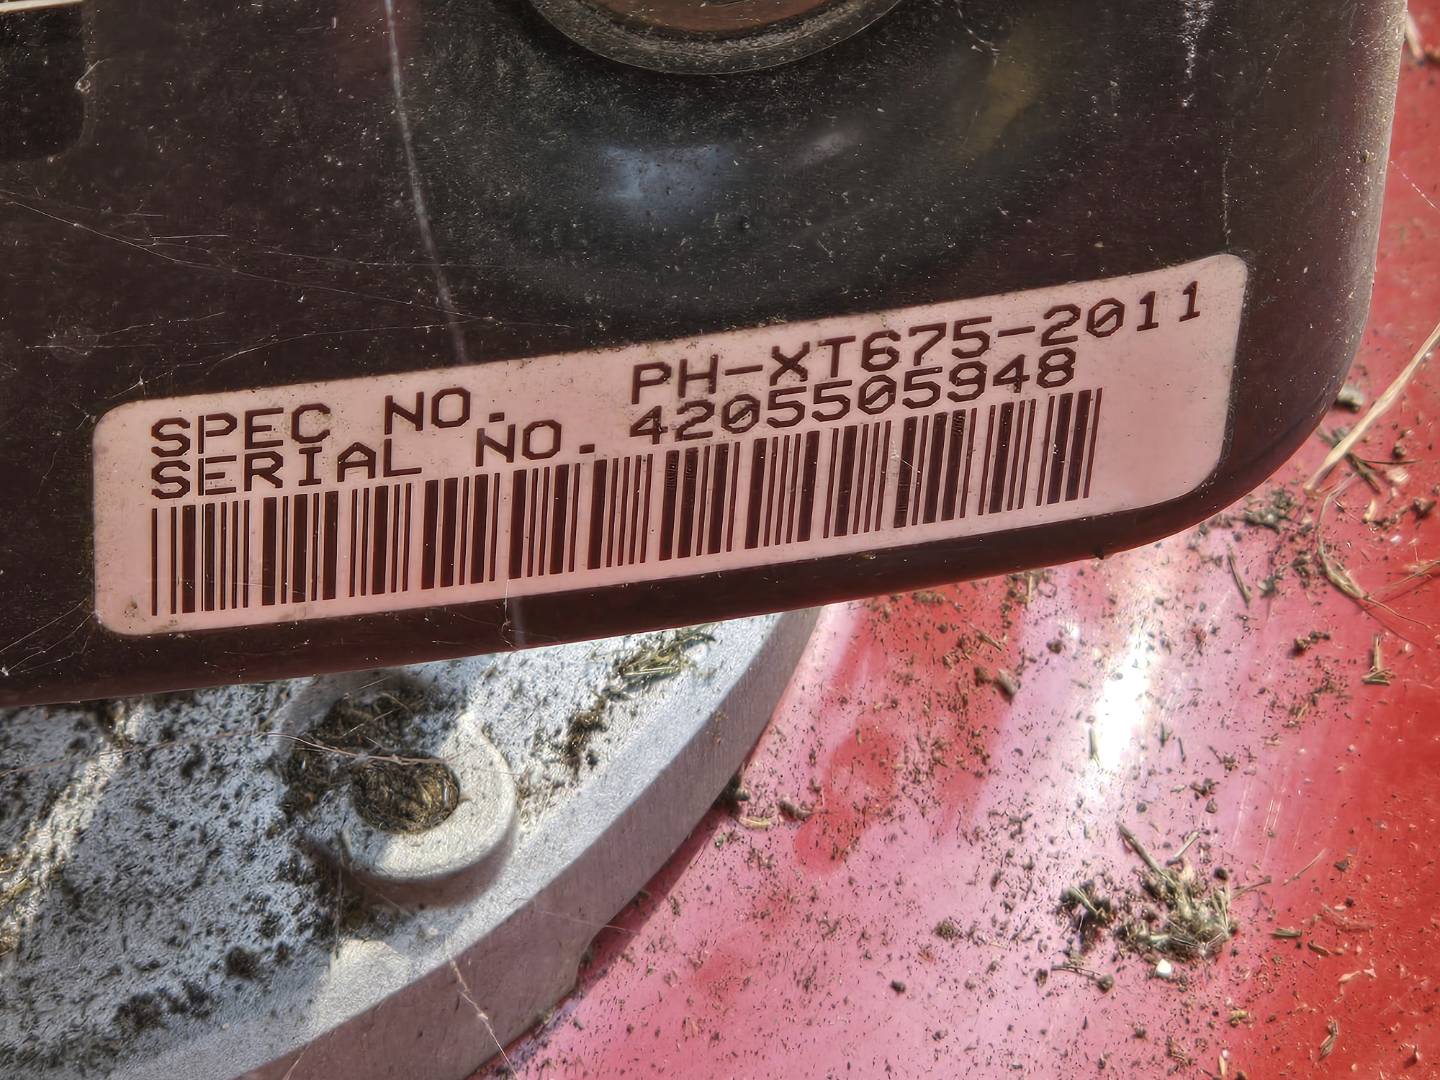 SPEC NO. PH-XT675-2011
SERIAL NO. 4205505948